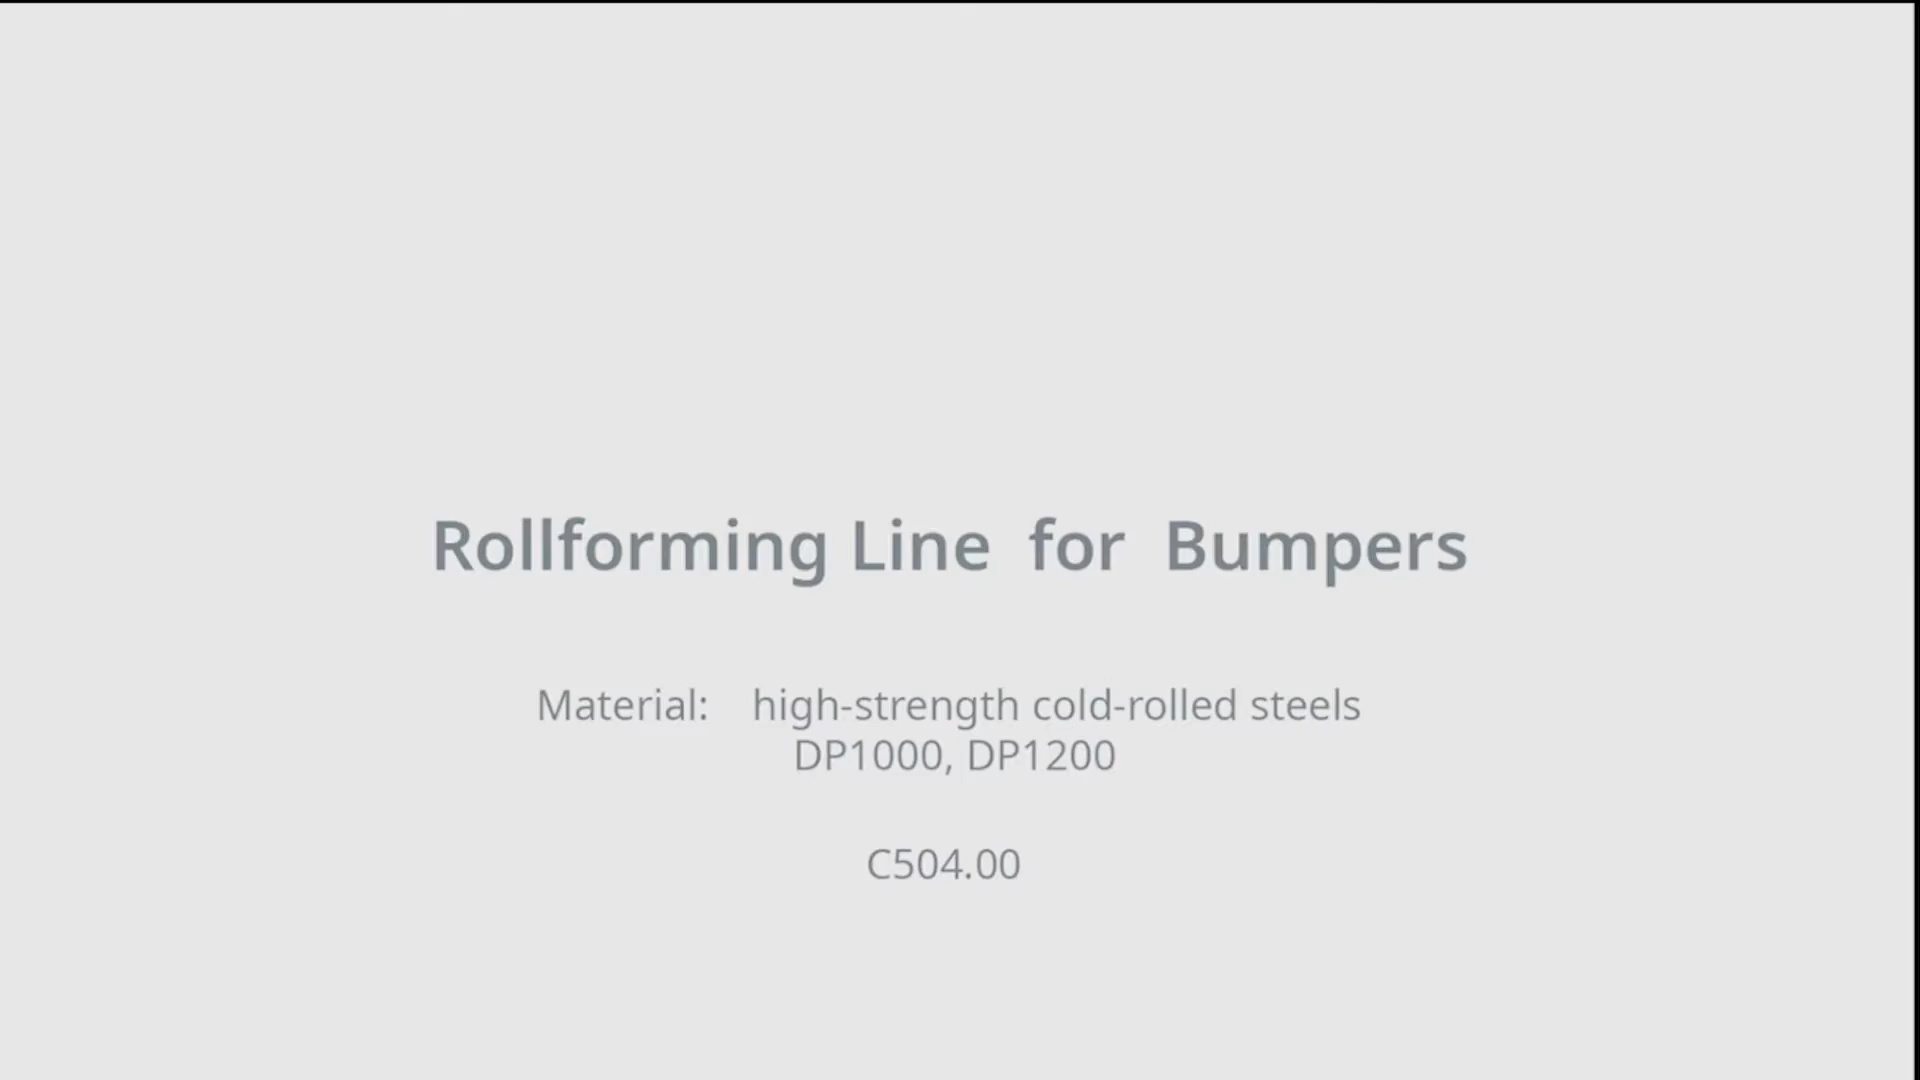 Rollforming Line for Bumpers
Material: high-strength cold-rolled steels
DP1000, DP1200
C504.00